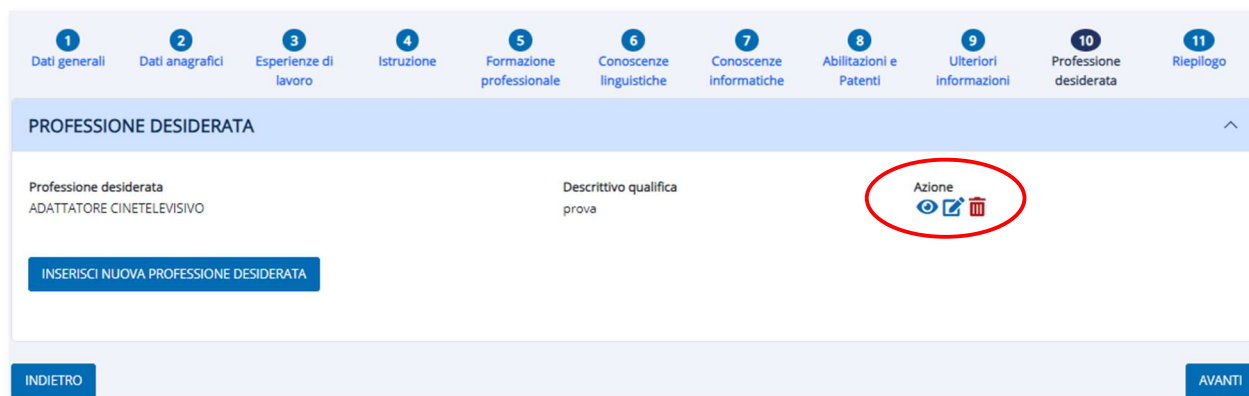 1 2 3 4 5 6 7 8 9 10 11
Dati generali Dati anagrafici Esperienze di lavoro Istruzione Formazione professionale Conoscenze linguistiche Conoscenze informatiche Abilitazioni e Patenti Ulteriori informazioni Professione desiderata Riepilogo
PROFESSIONE DESIDERATA
Professione desiderata Descrittivo qualifica Azione
ADATTATORE CINETELEVISIVO prova
INSERISCI NUOVA PROFESSIONE DESIDERATA
INDIETRO AVANTI